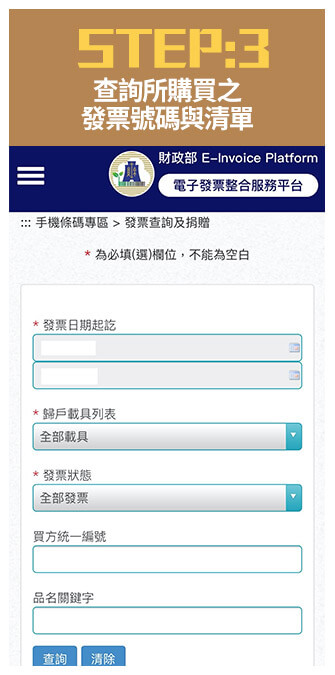 STEP:3
查詢所購買之
發票號碼與清單
財政部 E-Invoice Platform
電子發票整合服務平台
::: 手機條碼專區 > 發票查詢及捐贈
* 為必填(選)欄位，不能為空白
* 發票日期起訖
* 歸戶載具列表
全部載具
* 發票狀態
全部發票
買方統一編號
品名關鍵字
查詢 清除